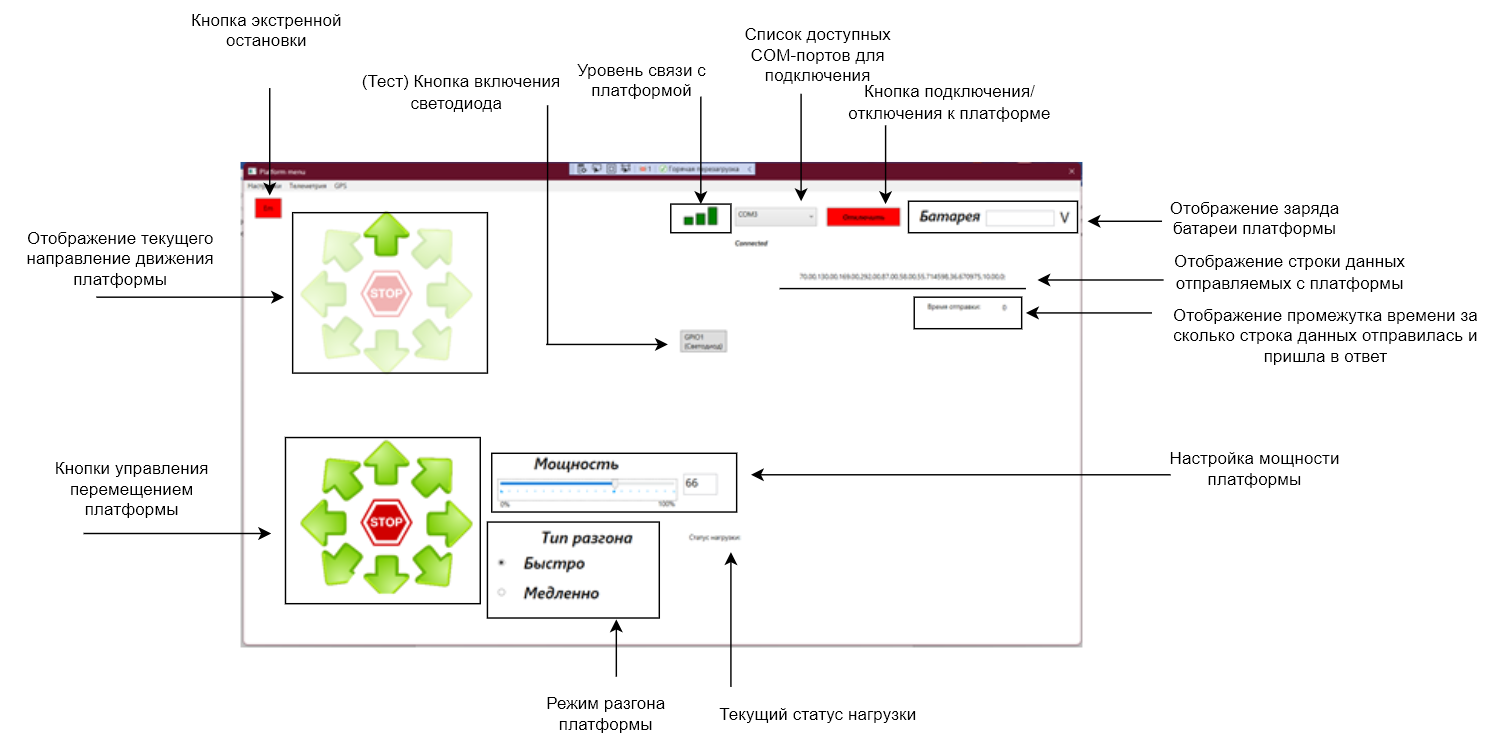 Кнопка экстренной
остановки
(Тест) Кнопка включения
светодиода
Уровень связи с
платформой
Список доступных
COM-портов для
подключения
Кнопка подключения/
отключения к платформе
Platform menu
1
Горячая перезагрузка
Настройки Телеметрия GPS
COM3
Отключить
Батарея V
Connected
Отображение заряда
батареи платформы
Отображение текущего
направление движения
платформы
STOP
70.00,130.00,169.00,292.00,87.00,58.00,55,714598,36.670975,10.00.0;
Отображение строки данных
отправляемых с платформы
Время отправки: 0
Отображение промежутка времени за
сколько строка данных отправилась и
пришла в ответ
GPIO1
(Светодиод)
Кнопки управления
перемещением
платформы
STOP
Мощность
66
0% 100%
Настройка мощности
платформы
Тип разгона
Быстро
Медленно
Статус нагрузки:
Режим разгона
платформы
Текущий статус нагрузки